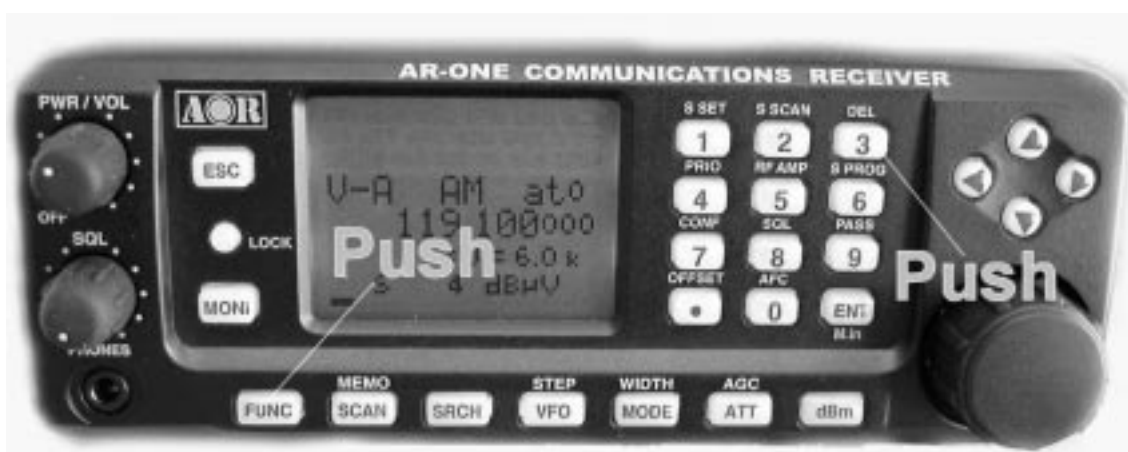 AR-ONE COMMUNICATIONS RECEIVER
PWR / VOL
OFF
SQL
PHONES
AOR
ESC
LOCK
MONi
V-A AM ato
119.100000
= 6.0 k
s 4 dBµV
Push
S SET S SCAN DEL
1 2 3
PRIO RF AMP S PROG
4 5 6
CONF SQL PASS
7 8 9
OFFSET AFC
• 0 ENT
M.in
Push
MEMO STEP WIDTH AGC
FUNC SCAN SRCH VFO MODE ATT dBm